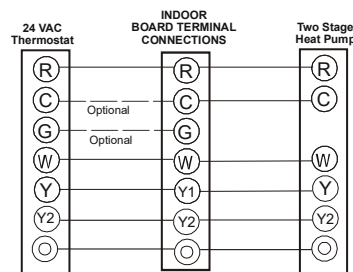 24 VAC
Thermostat
INDOOR
BOARD TERMINAL
CONNECTIONS
Two Stage
Heat Pump
R R R
C Optional C C
G Optional G
W W W
Y Y1 Y
Y2 Y2 Y2
O O O